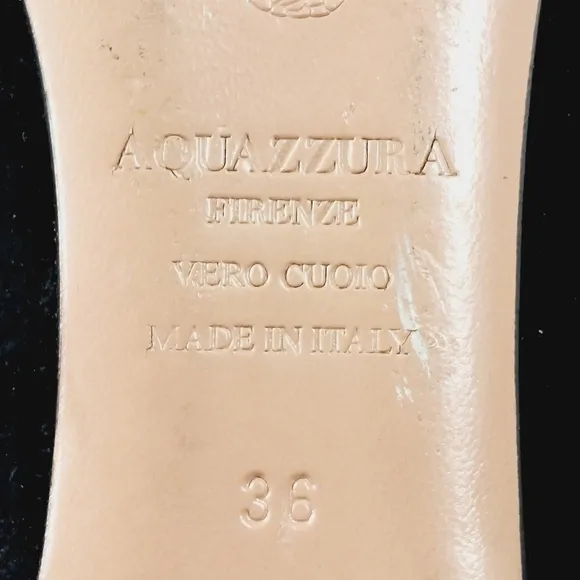 AQUAZZURA
FIRENZE
VERO CUOIO
MADE IN ITALY
36